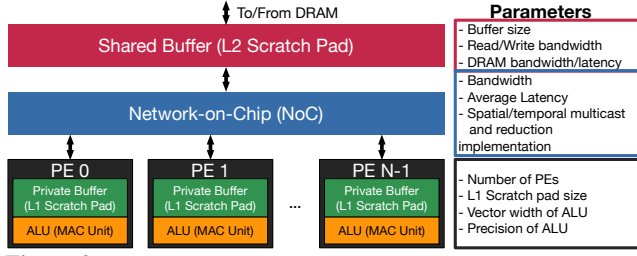 To/From DRAM
Shared Buffer (L2 Scratch Pad)
Network-on-Chip (NoC)
PE 0
Private Buffer
(L1 Scratch Pad)
ALU (MAC Unit)
PE 1
Private Buffer
(L1 Scratch Pad)
ALU (MAC Unit)
...
PE N-1
Private Buffer
(L1 Scratch Pad)
ALU (MAC Unit)
Parameters
- Buffer size
- Read/Write bandwidth
- DRAM bandwidth/latency
- Bandwidth
- Average Latency
- Spatial/temporal multicast
and reduction
implementation
- Number of PEs
- L1 Scratch pad size
- Vector width of ALU
- Precision of ALU